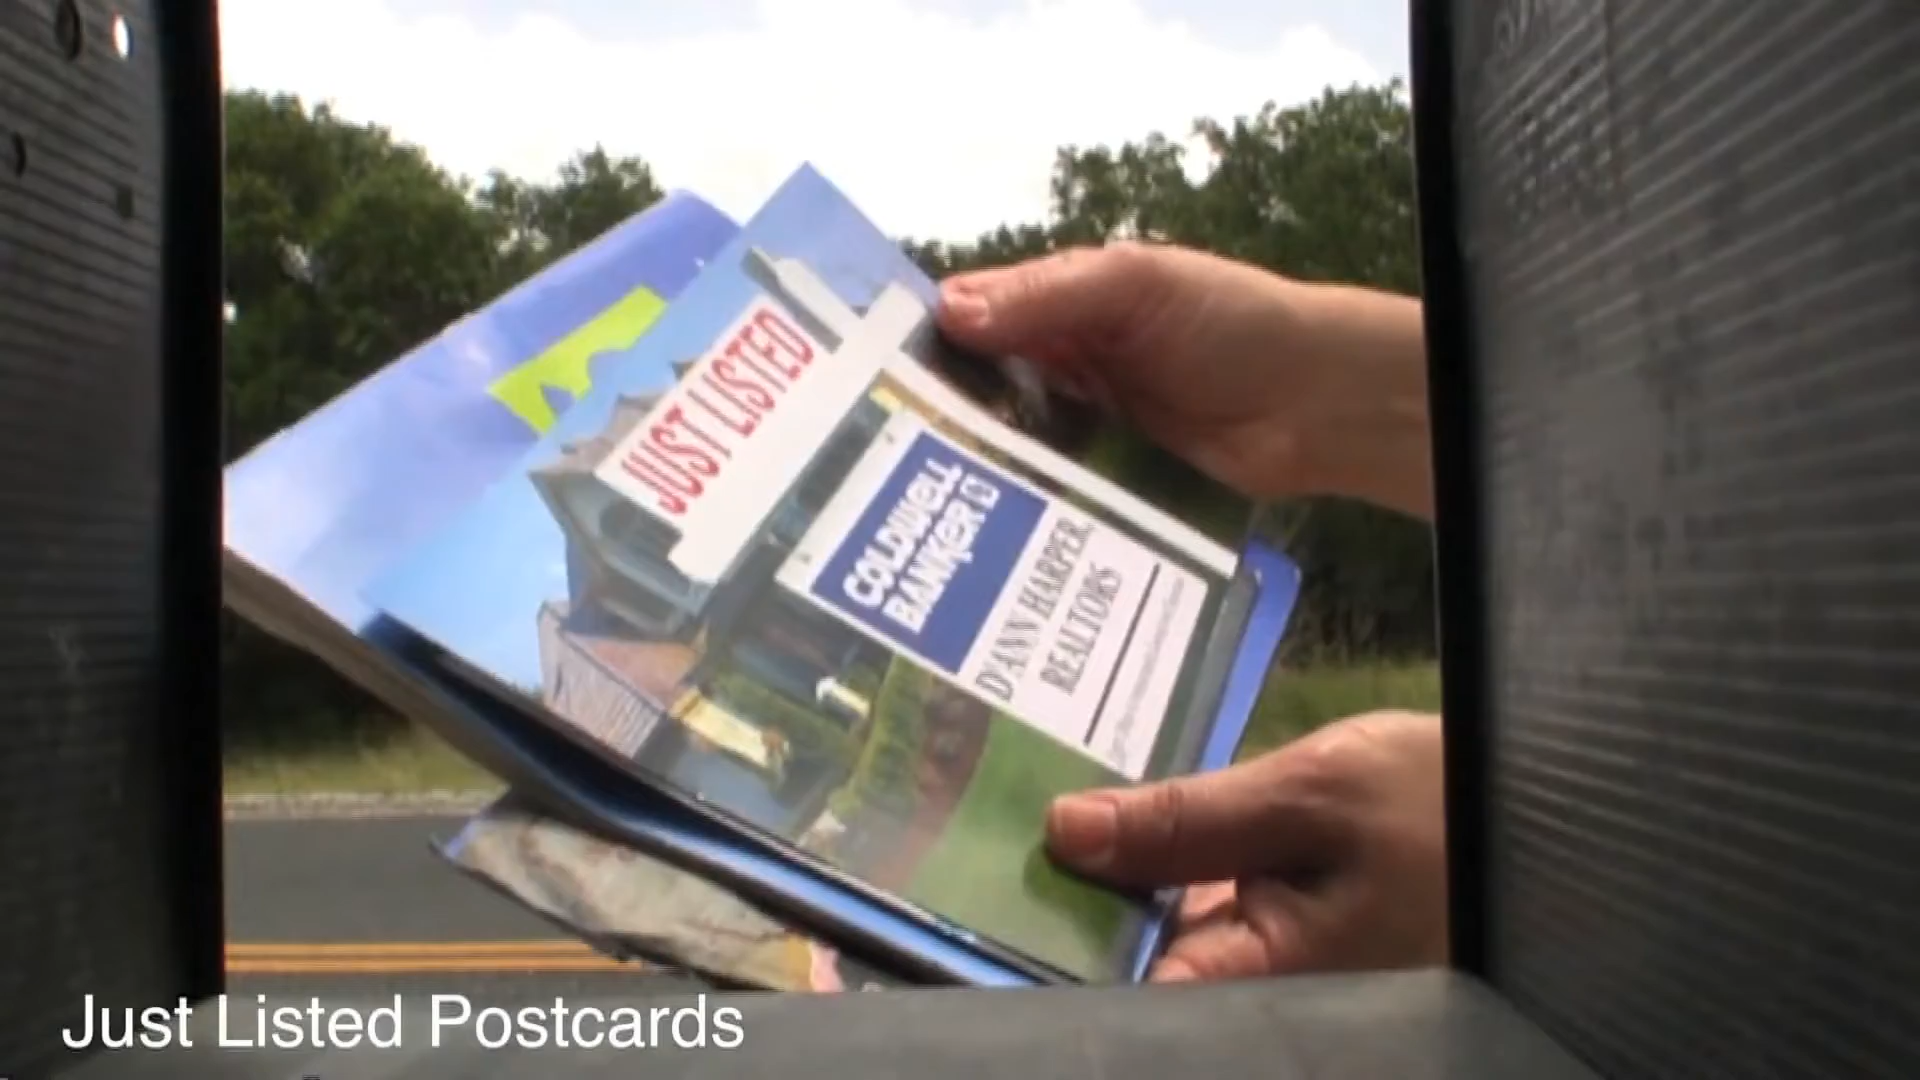 JUST LISTED
COLDWELL
BANKER
D'ANN HARPER,
REALTORS
Just Listed Postcards